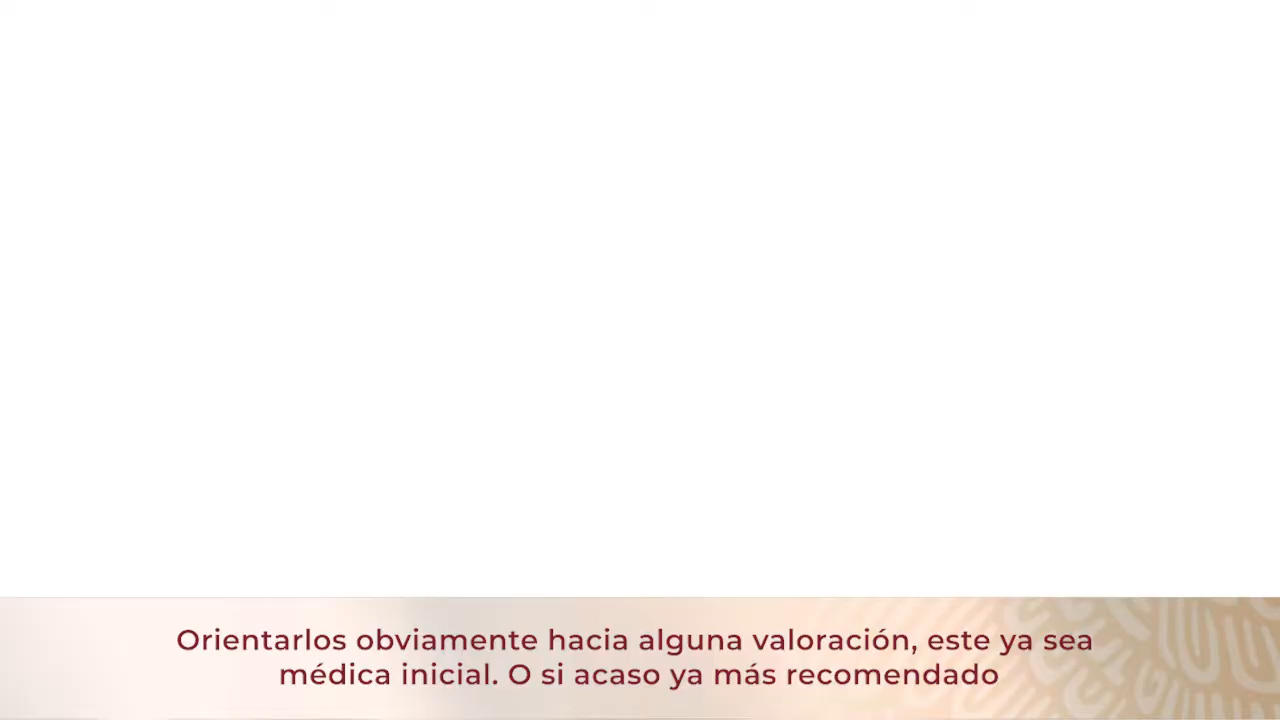 Orientarlos obviamente hacia alguna valoración, este ya sea
médica inicial. O si acaso ya más recomendado